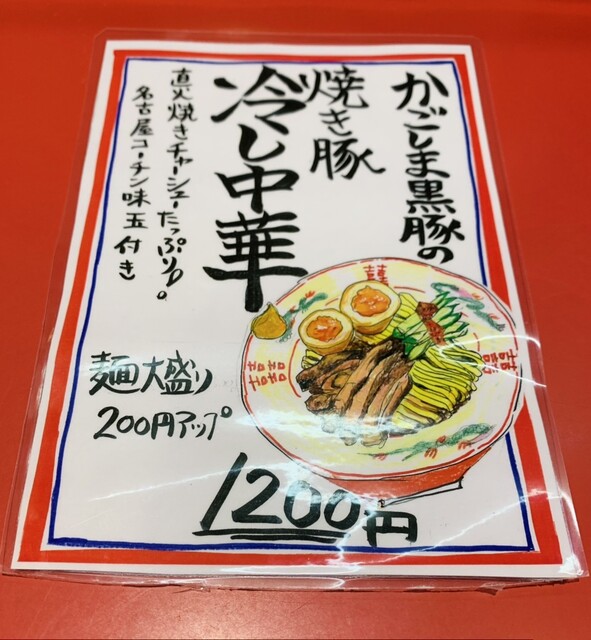 かごしま黒豚の
焼き豚
冷し中華
直火焼きチャーシューたっぷり。
名古屋コーチン味玉付き
麺大盛り
200円アップ
1200円
囍